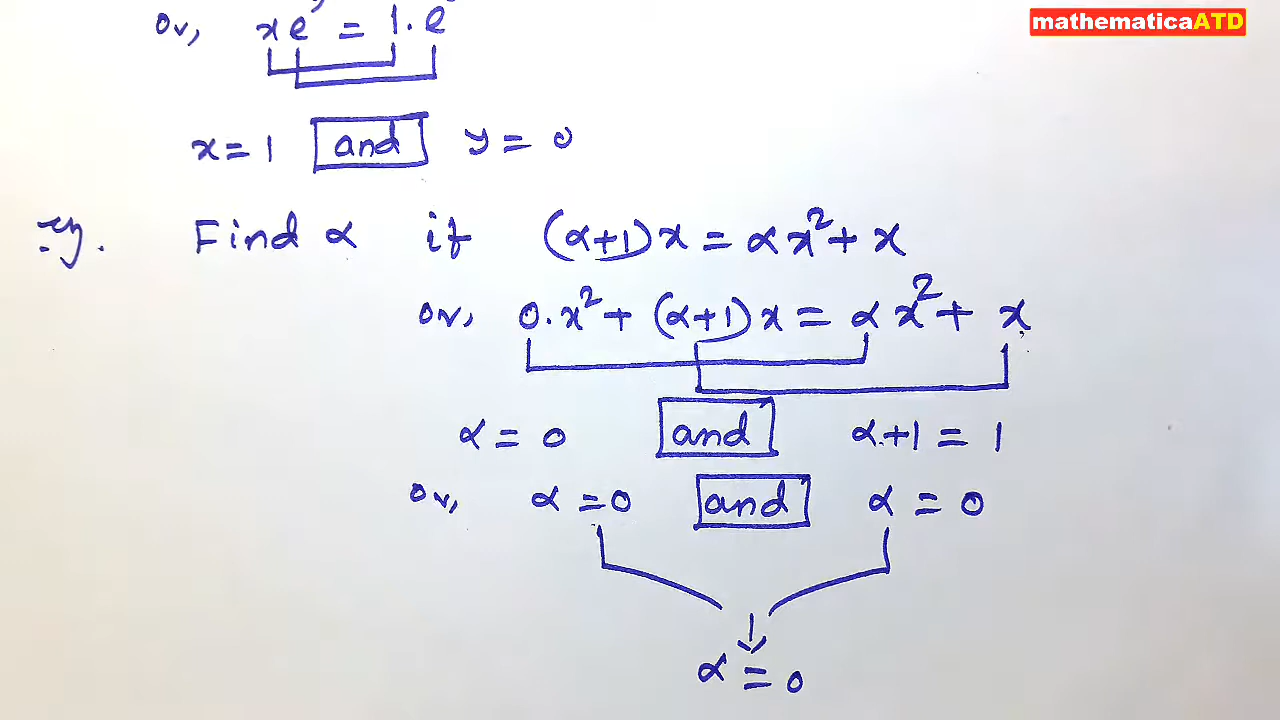 mathematicaATD
or, x e^y = 1. e
x = 1 and y = 0
eg. Find α if (α+1)x = αx² + x
or, 0.x² + (α+1)x = αx² + x
α = 0 and α+1 = 1
or, α = 0 and α = 0
↓
α = 0